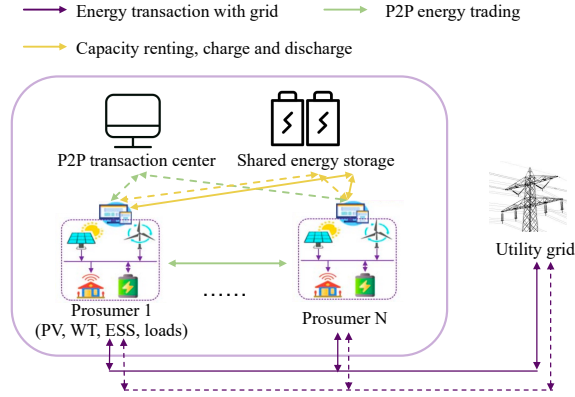 Energy transaction with grid
P2P energy trading
Capacity renting, charge and discharge
P2P transaction center
Shared energy storage
Utility grid
......
Prosumer 1
(PV, WT, ESS, loads)
Prosumer N